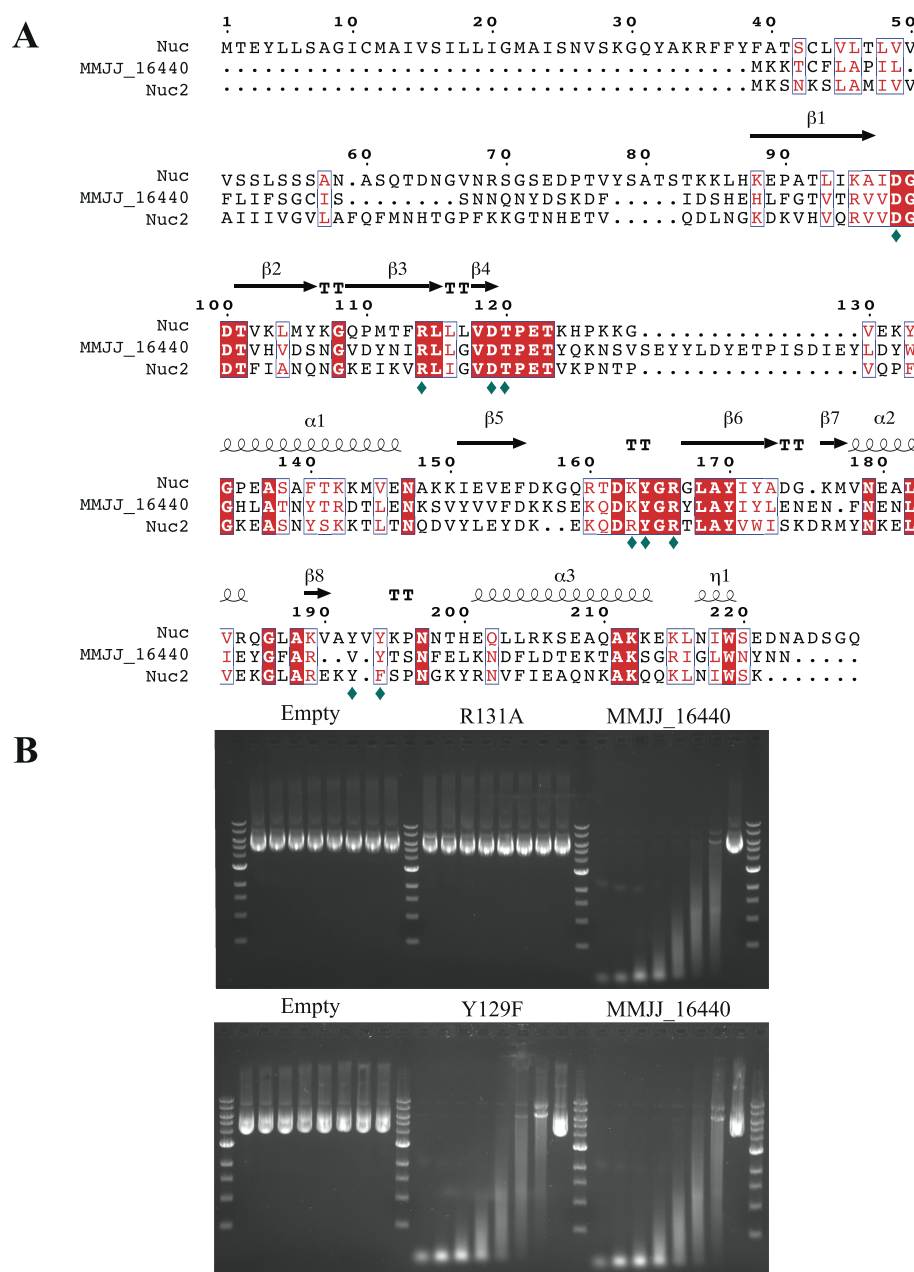 A
1 10 20 30 40 50
Nuc MTEYLLSAGICMAIVSILLIGMAISNVSKGQYAKRFFYFATSCLVLTLVV
MMJJ_16440 ......................................MKKTCFLAPIL.
Nuc2 ......................................MKSNKSLAMIVV
β1
60 70 80 90
Nuc VSSLSSSAN.ASQTDNGVNRSGSEDPTVYSATSTKKLHKEPATLIKAIDG
MMJJ_16440 FLIFSGCIS........SNNQNYDSKDF.....IDSHEHLFGTVTRVVDG
Nuc2 AIIIVGVLAFQFMNHTGPFKKGTNHETV.....QDLNGKDKVHVQRVVDG
β2 TT β3 TT β4
100 110 120 130
Nuc DTVKLMYKGQPMTFRLLLVDTPETKHPKKG................VEKY
MMJJ_16440 DTVHVDSNGVDYNIRLLGVDTPETYQKNSVSEYYLDYETPISDIEYLDYW
Nuc2 DTFIANQNGKEIKVRLIGVDTPETVKPNTP................VQPF
α1 β5 TT β6 TT β7 α2
140 150 160 170 180
Nuc GPEASAFTKKMVENAKKIEVEFDKGQRTDKYGRGLAYIYADG.KMVNEAL
MMJJ_16440 GHLATNYTRDTLENKSVYVVFDKKSEKQDKYGRTLAYIYLENEN.FNENL
Nuc2 GKEASNYSKKTLTNQDVYLEYDK..EKQDRYGRTLAYVWISKDRMYNKEL
β8 TT α3 η1
190 200 210 220
Nuc VRQGLAKVAYVYKPNNTHEQLLRKSEAQAKKEKLNIWSEDNADSGQ
MMJJ_16440 IEYGFAR..VYTSNFELKNDFLDTEKTAKSGRIGLWNYNN.....
Nuc2 VEKGLAREKYFSPNGKYRNVFIEAQNKAKQQKLNIWSK.......
B
Empty R131A MMJJ_16440
Empty Y129F MMJJ_16440